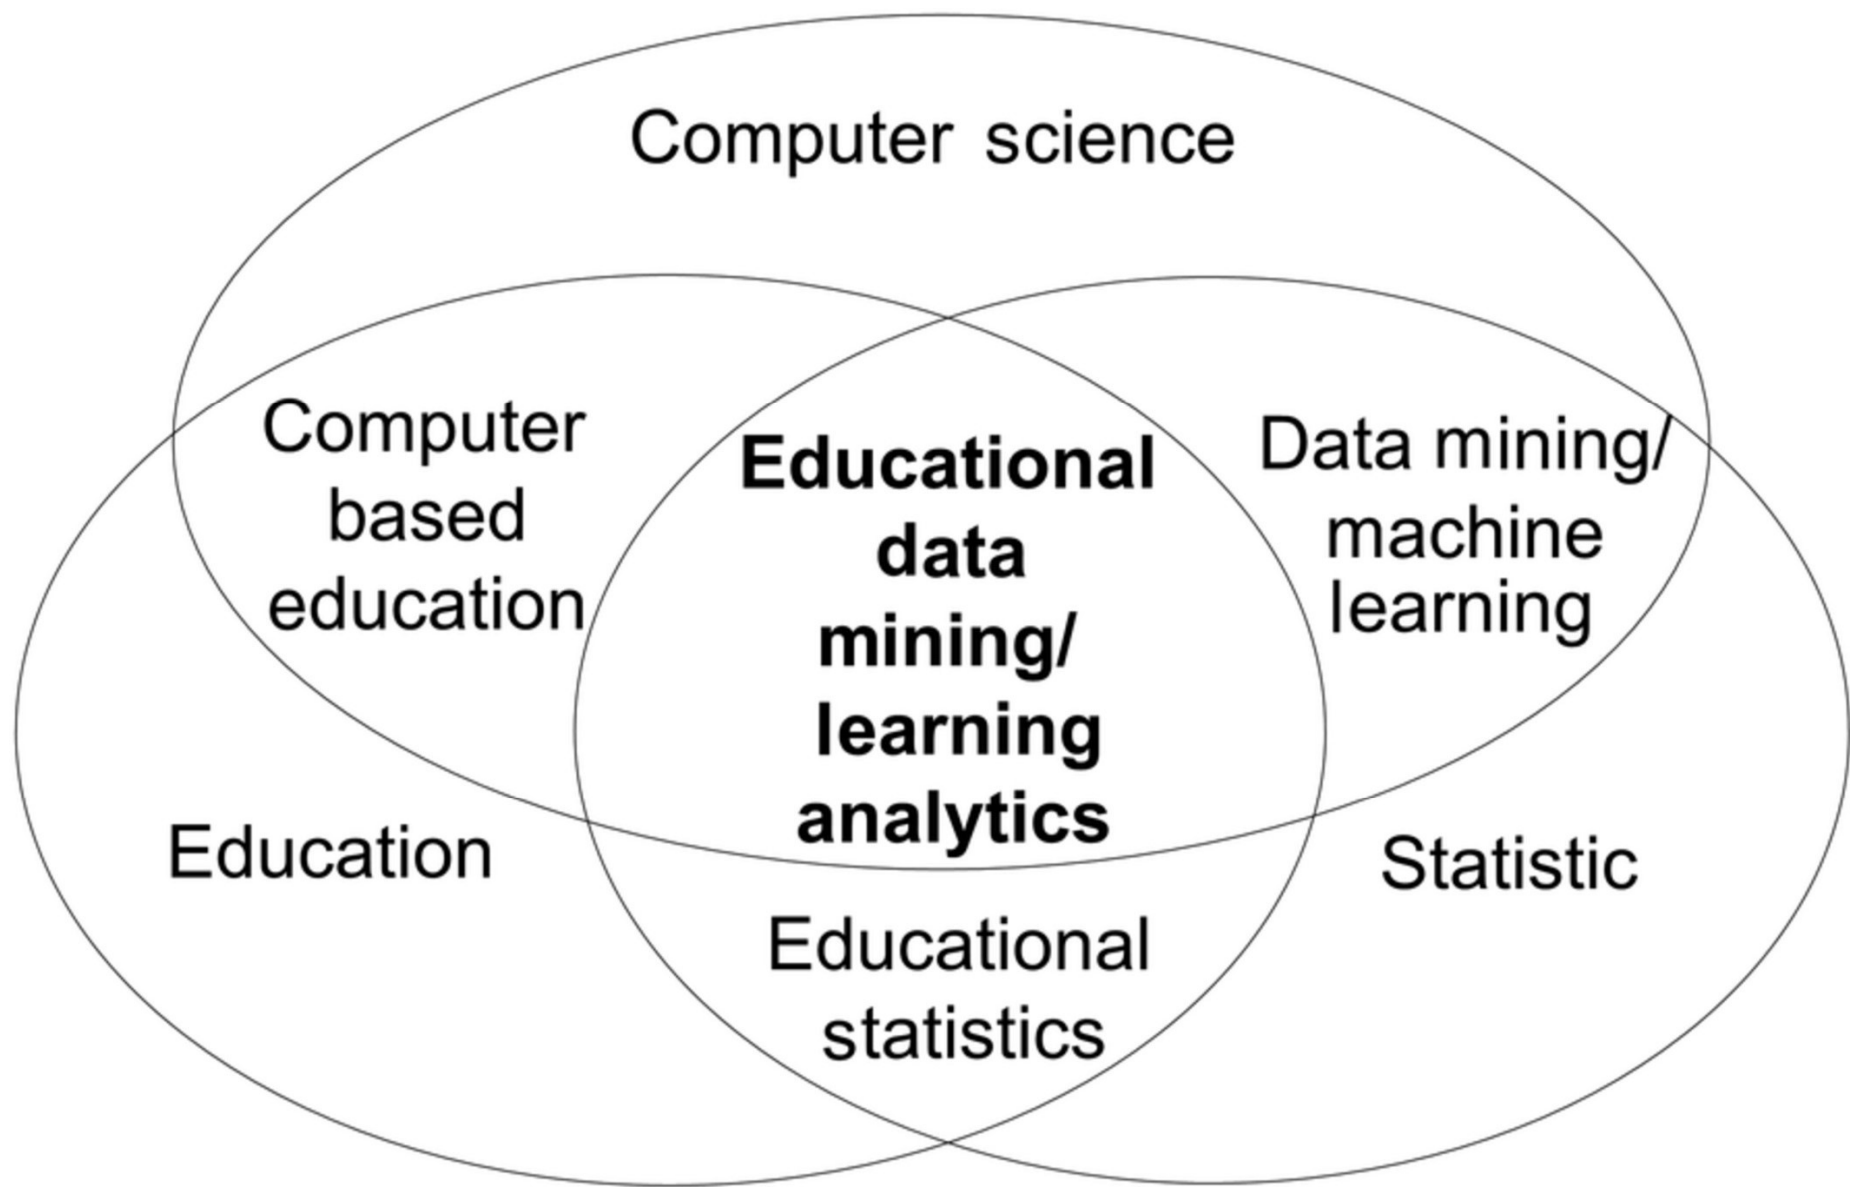 Computer science
Computer
based
education
Educational
data
mining/
learning
analytics
Data mining/
machine
learning
Education
Statistic
Educational
statistics